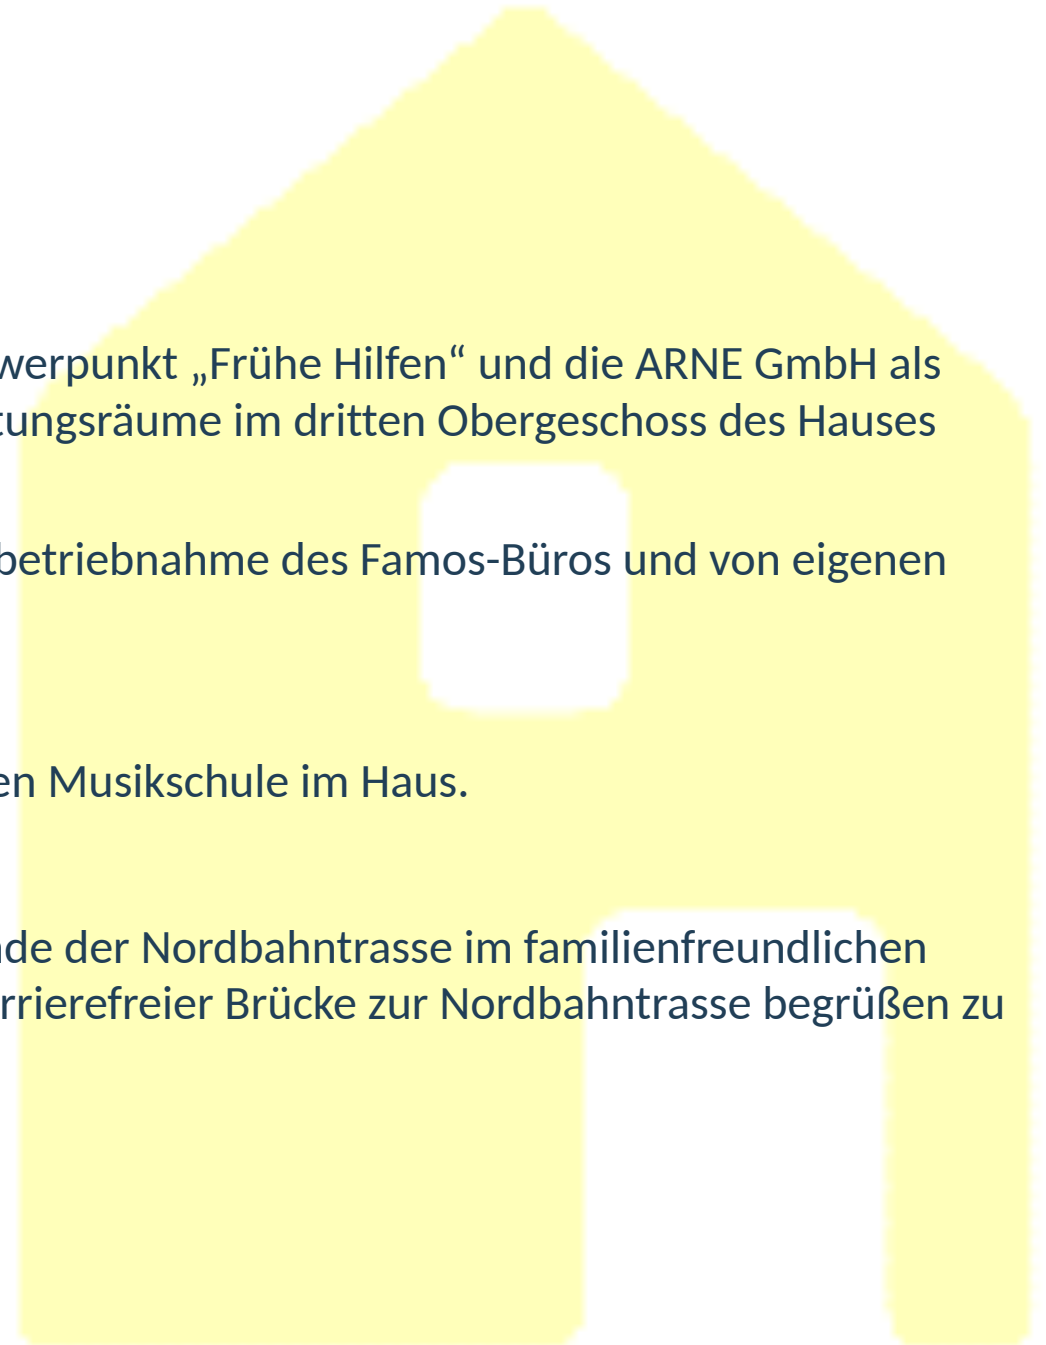 werpunkt „Frühe Hilfen“ und die ARNE GmbH als
tungsräume im dritten Obergeschoss des Hauses
betriebnahme des Famos-Büros und von eigenen
en Musikschule im Haus.
de der Nordbahntrasse im familienfreundlichen
rrierefreier Brücke zur Nordbahntrasse begrüßen zu